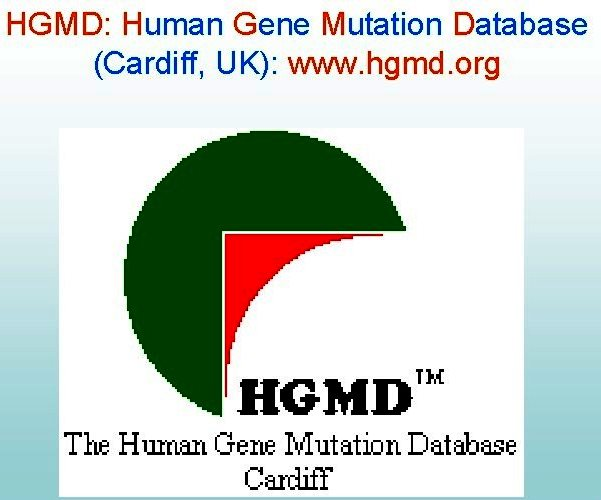 HGMD: Human Gene Mutation Database
(Cardiff, UK): www.hgmd.org
HGMD™
The Human Gene Mutation Database
Cardiff